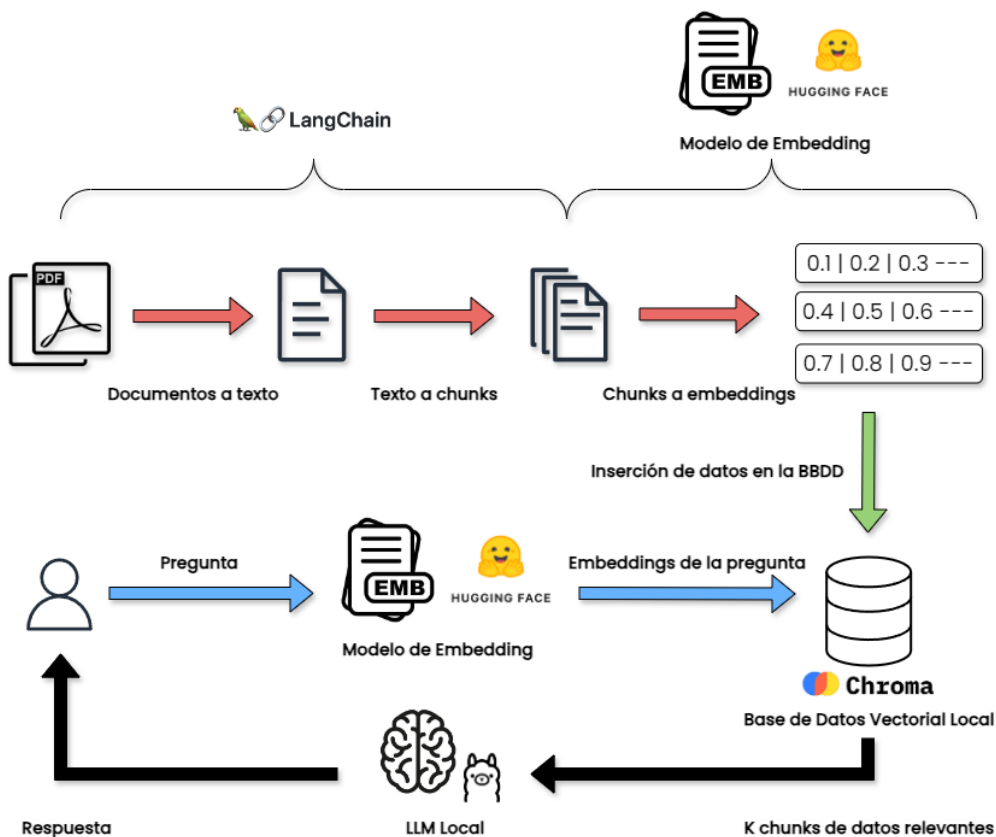 EMB
HUGGING FACE
LangChain
Modelo de Embedding
PDF
0.1 | 0.2 | 0.3 ---
0.4 | 0.5 | 0.6 ---
0.7 | 0.8 | 0.9 ---
Documentos a texto
Texto a chunks
Chunks a embeddings
Inserción de datos en la BBDD
Pregunta
EMB
HUGGING FACE
Embeddings de la pregunta
Modelo de Embedding
Chroma
Base de Datos Vectorial Local
Respuesta
LLM Local
K chunks de datos relevantes